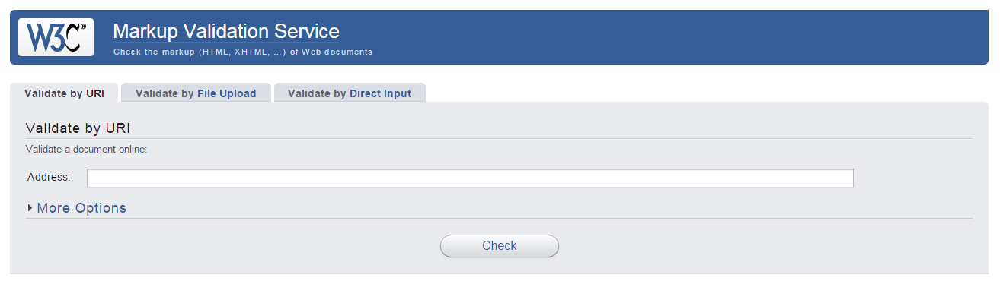 W3C®
Markup Validation Service
Check the markup (HTML, XHTML, ...) of Web documents
Validate by URI
Validate by File Upload
Validate by Direct Input
Validate by URI
Validate a document online:
Address:
More Options
Check